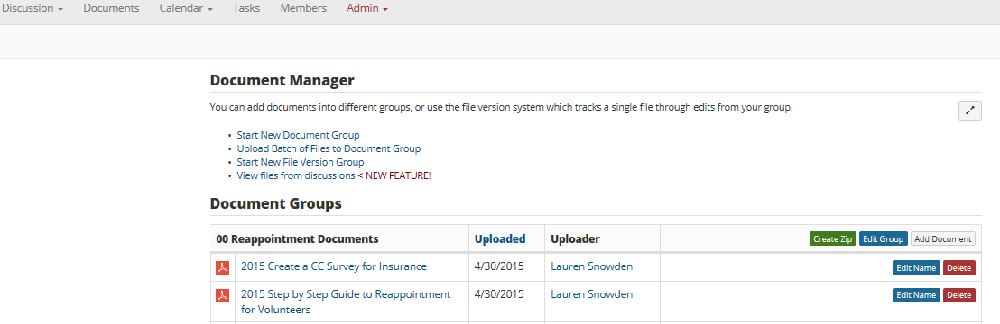 Discussion Documents Calendar Tasks Members Admin
Document Manager
You can add documents into different groups, or use the file version system which tracks a single file through edits from your group.
• Start New Document Group
• Upload Batch of Files to Document Group
• Start New File Version Group
• View files from discussions < NEW FEATURE!
Document Groups
00 Reappointment Documents Uploaded Uploader Create Zip Edit Group Add Document
2015 Create a CC Survey for Insurance 4/30/2015 Lauren Snowden Edit Name Delete
2015 Step by Step Guide to Reappointment 4/30/2015 Lauren Snowden Edit Name Delete
for Volunteers